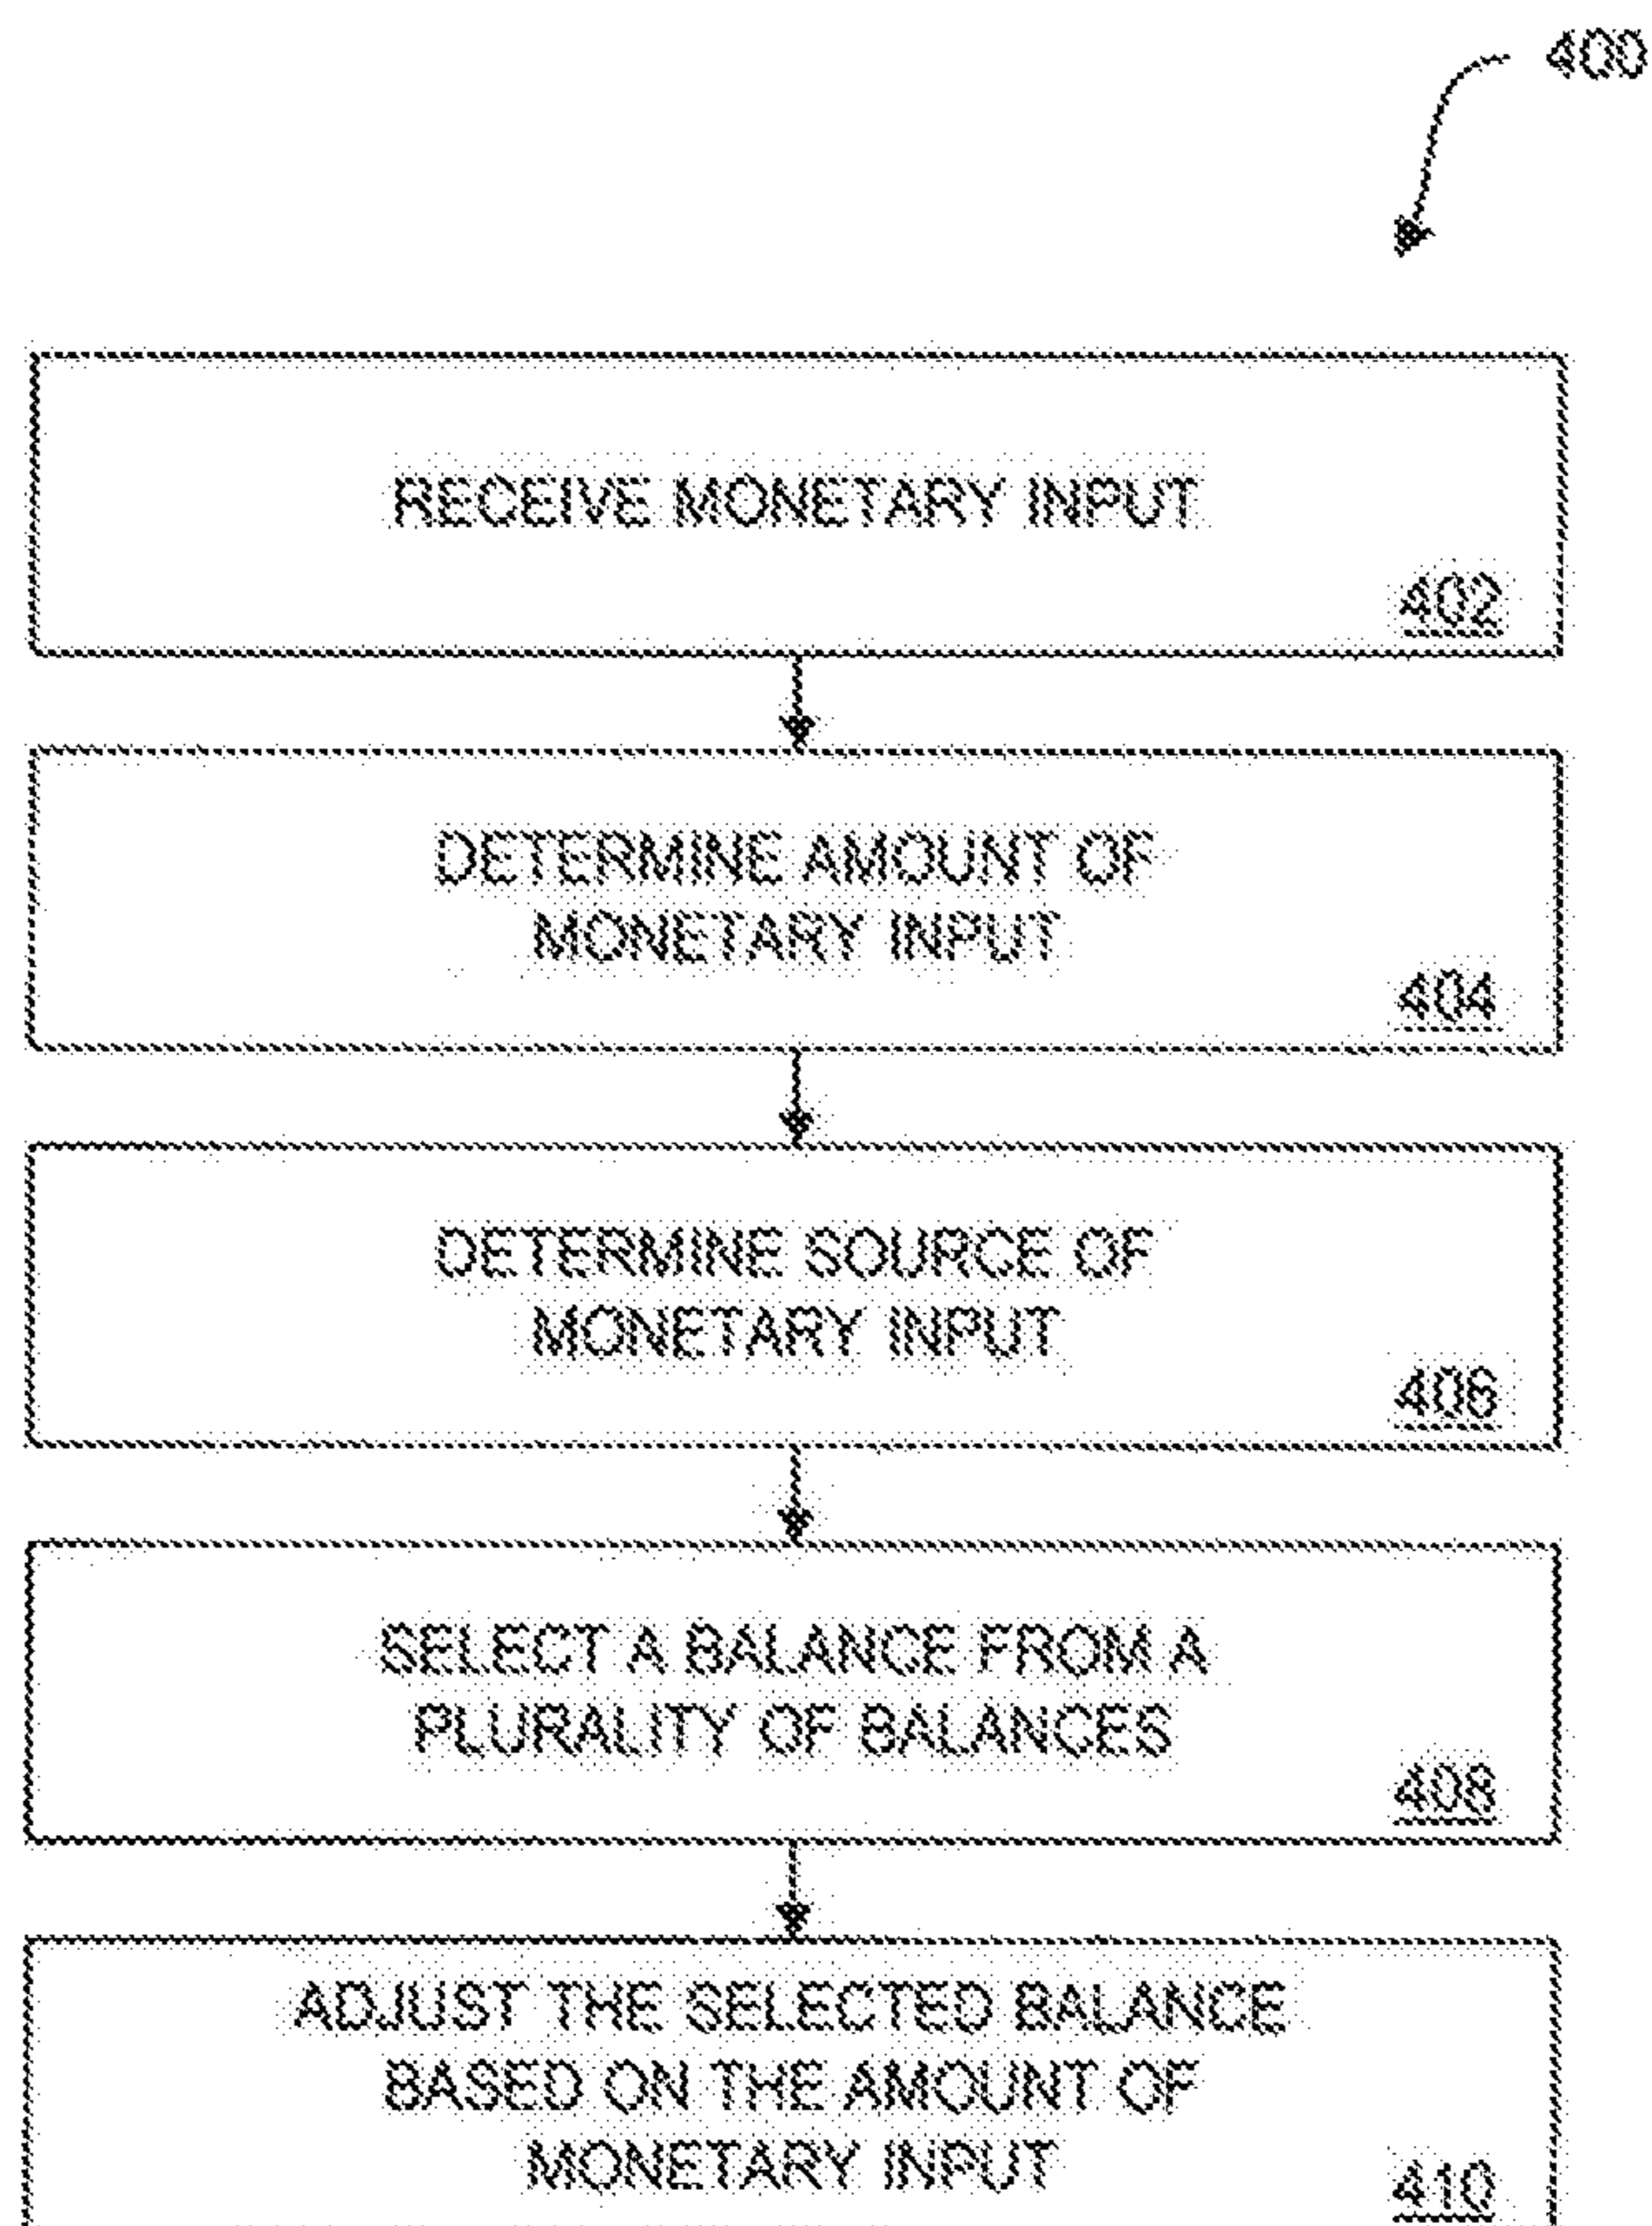 400
RECEIVE MONETARY INPUT
402
DETERMINE AMOUNT OF
MONETARY INPUT
404
DETERMINE SOURCE OF
MONETARY INPUT
406
SELECT A BALANCE FROM A
PLURALITY OF BALANCES
408
ADJUST THE SELECTED BALANCE
BASED ON THE AMOUNT OF
MONETARY INPUT
410